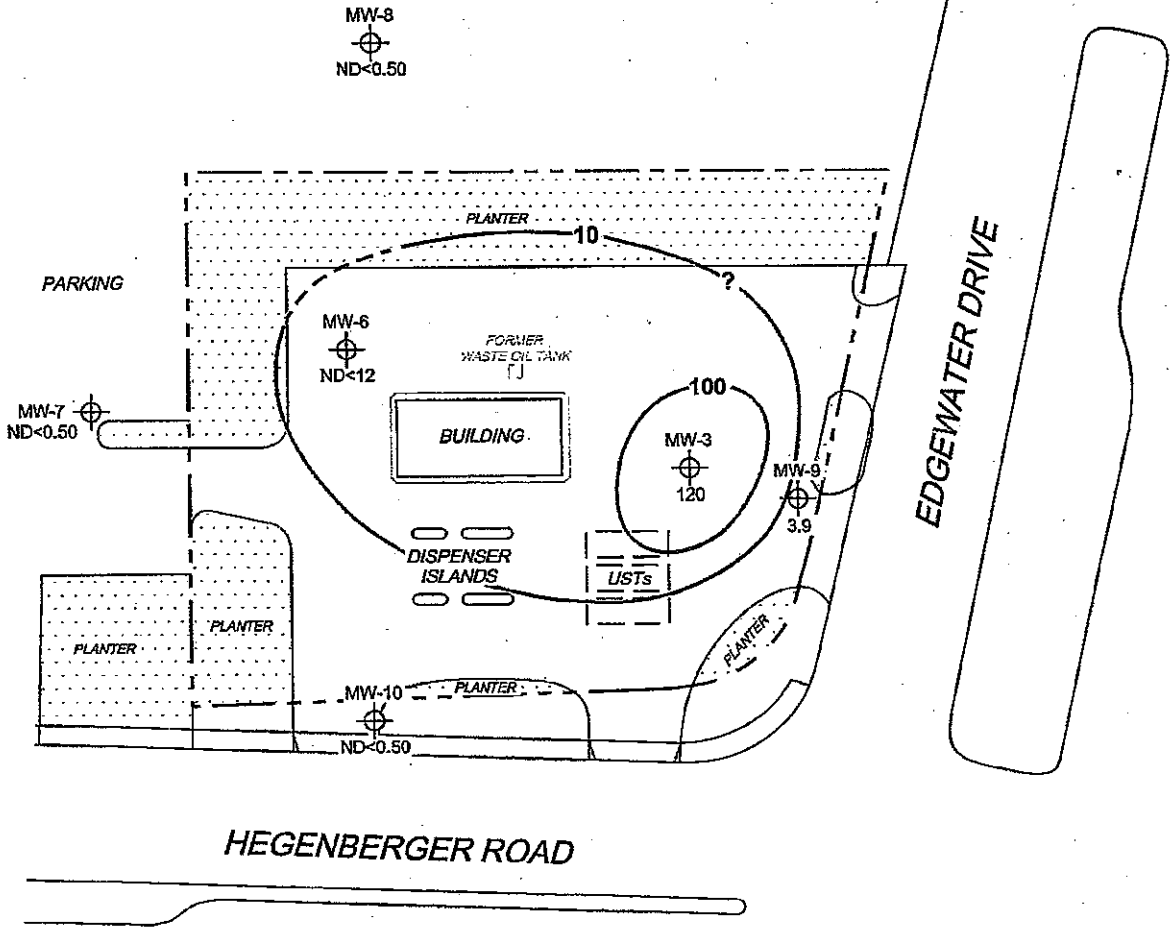 MW-8
ND<0.50
PLANTER
10
PARKING
?
MW-6
ND<12
FORMER
WASTE OIL TANK
100
MW-7
ND<0.50
BUILDING
MW-3
120
MW-9
3.9
EDGEWATER DRIVE
DISPENSER
ISLANDS
USTs
PLANTER
PLANTER
PLANTER
PLANTER
MW-10
ND<0.50
HEGENBERGER ROAD